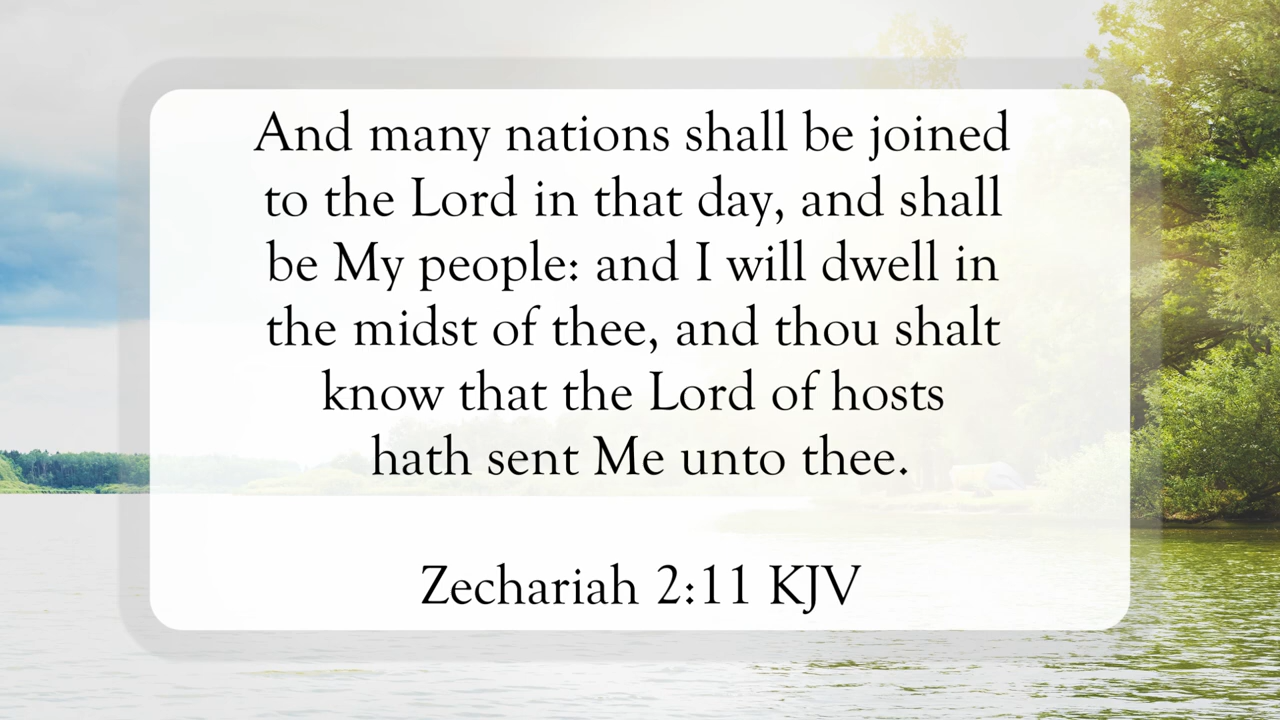 And many nations shall be joined
to the Lord in that day, and shall
be My people: and I will dwell in
the midst of thee, and thou shalt
know that the Lord of hosts
hath sent Me unto thee.
Zechariah 2:11 KJV